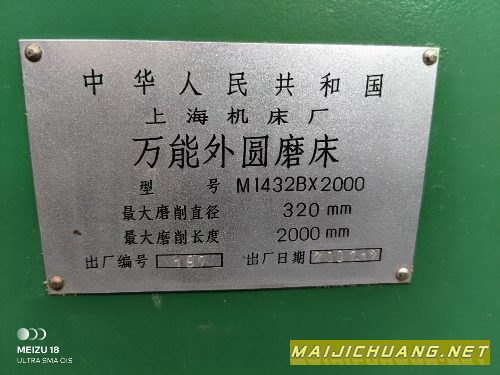 中华人民共和国
上海机床厂
万能外圆磨床
型 号 M1432BX2000
最大磨削直径 320 mm
最大磨削长度 2000 mm
出厂编号 出厂日期
MEIZU 18
ULTRA SMA OIS
MAIJICHUANG.NET